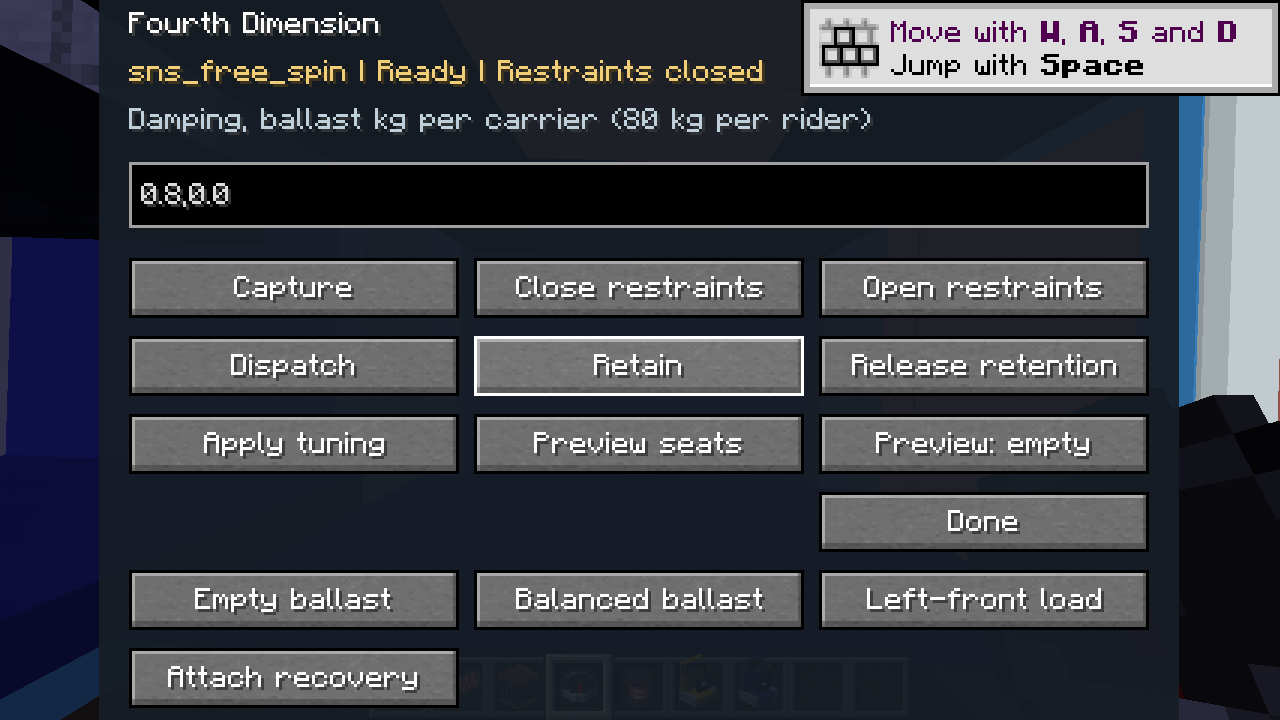 Fourth Dimension
Move with W, A, S and D
Jump with Space
sns_free_spin | Ready | Restraints closed
Damping, ballast kg per carrier (80 kg per rider)
0.8,0.0
Capture
Close restraints
Open restraints
Dispatch
Retain
Release retention
Apply tuning
Preview seats
Preview: empty
Done
Empty ballast
Balanced ballast
Left-front load
Attach recovery